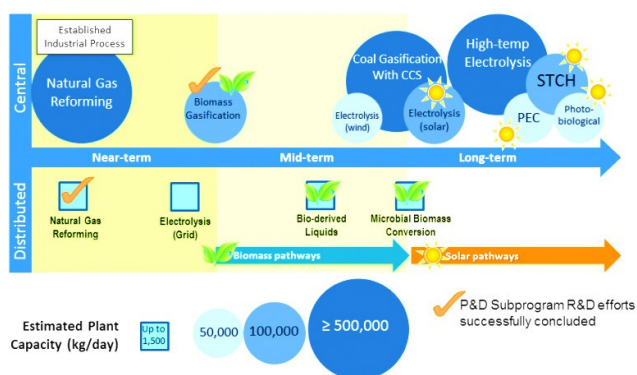 Established
Industrial Process
Central
Natural Gas
Reforming
Biomass
Gasification
Coal Gasification
With CCS
Electrolysis
(wind)
Electrolysis
(solar)
High-temp
Electrolysis
STCH
PEC
Photo-
biological
Near-term
Mid-term
Long-term
Distributed
Natural Gas
Reforming
Electrolysis
(Grid)
Bio-derived
Liquids
Microbial Biomass
Conversion
Biomass pathways
Solar pathways
Estimated Plant
Capacity (kg/day)
Up to
1,500
50,000
100,000
≥ 500,000
P&D Subprogram R&D efforts
successfully concluded